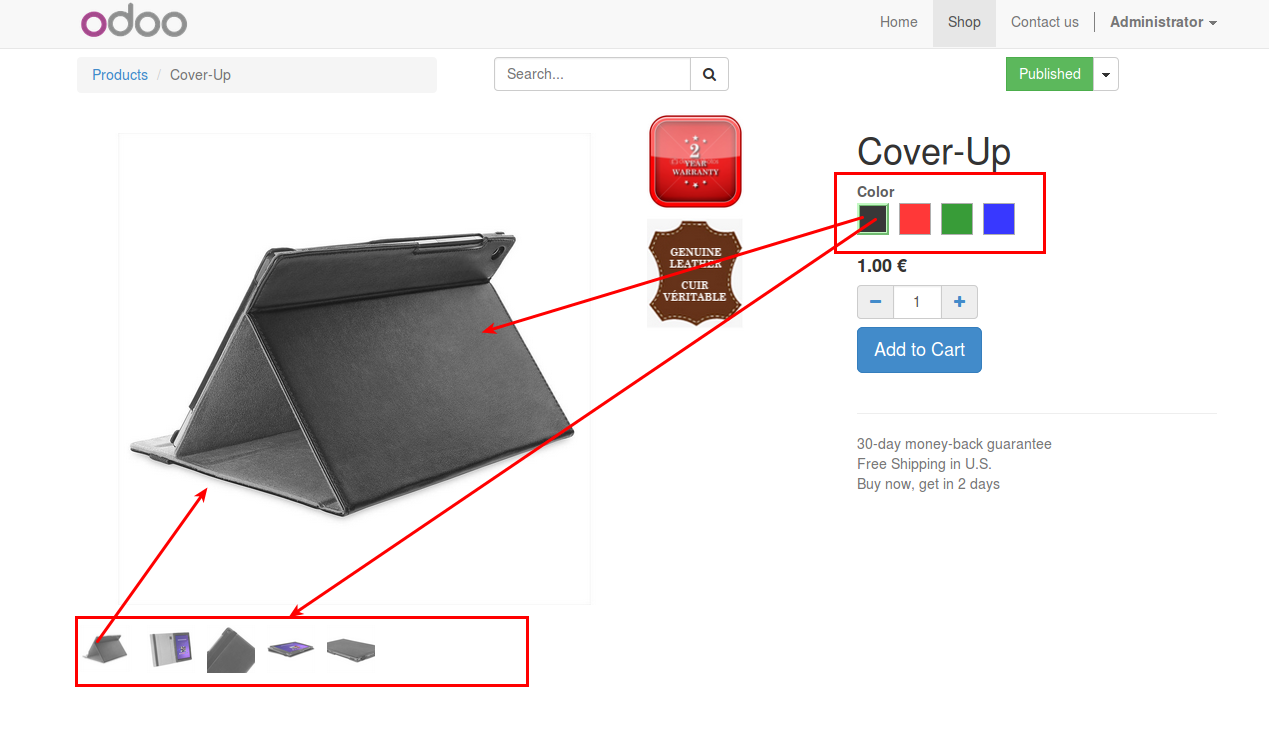 odoo
Home
Shop
Contact us
Administrator
Products / Cover-Up
Search...
Published
2
YEAR
WARRANTY
GENUINE
LEATHER
CUIR
VÉRITABLE
Cover-Up
Color
1.00 €
1
Add to Cart
30-day money-back guarantee
Free Shipping in U.S.
Buy now, get in 2 days